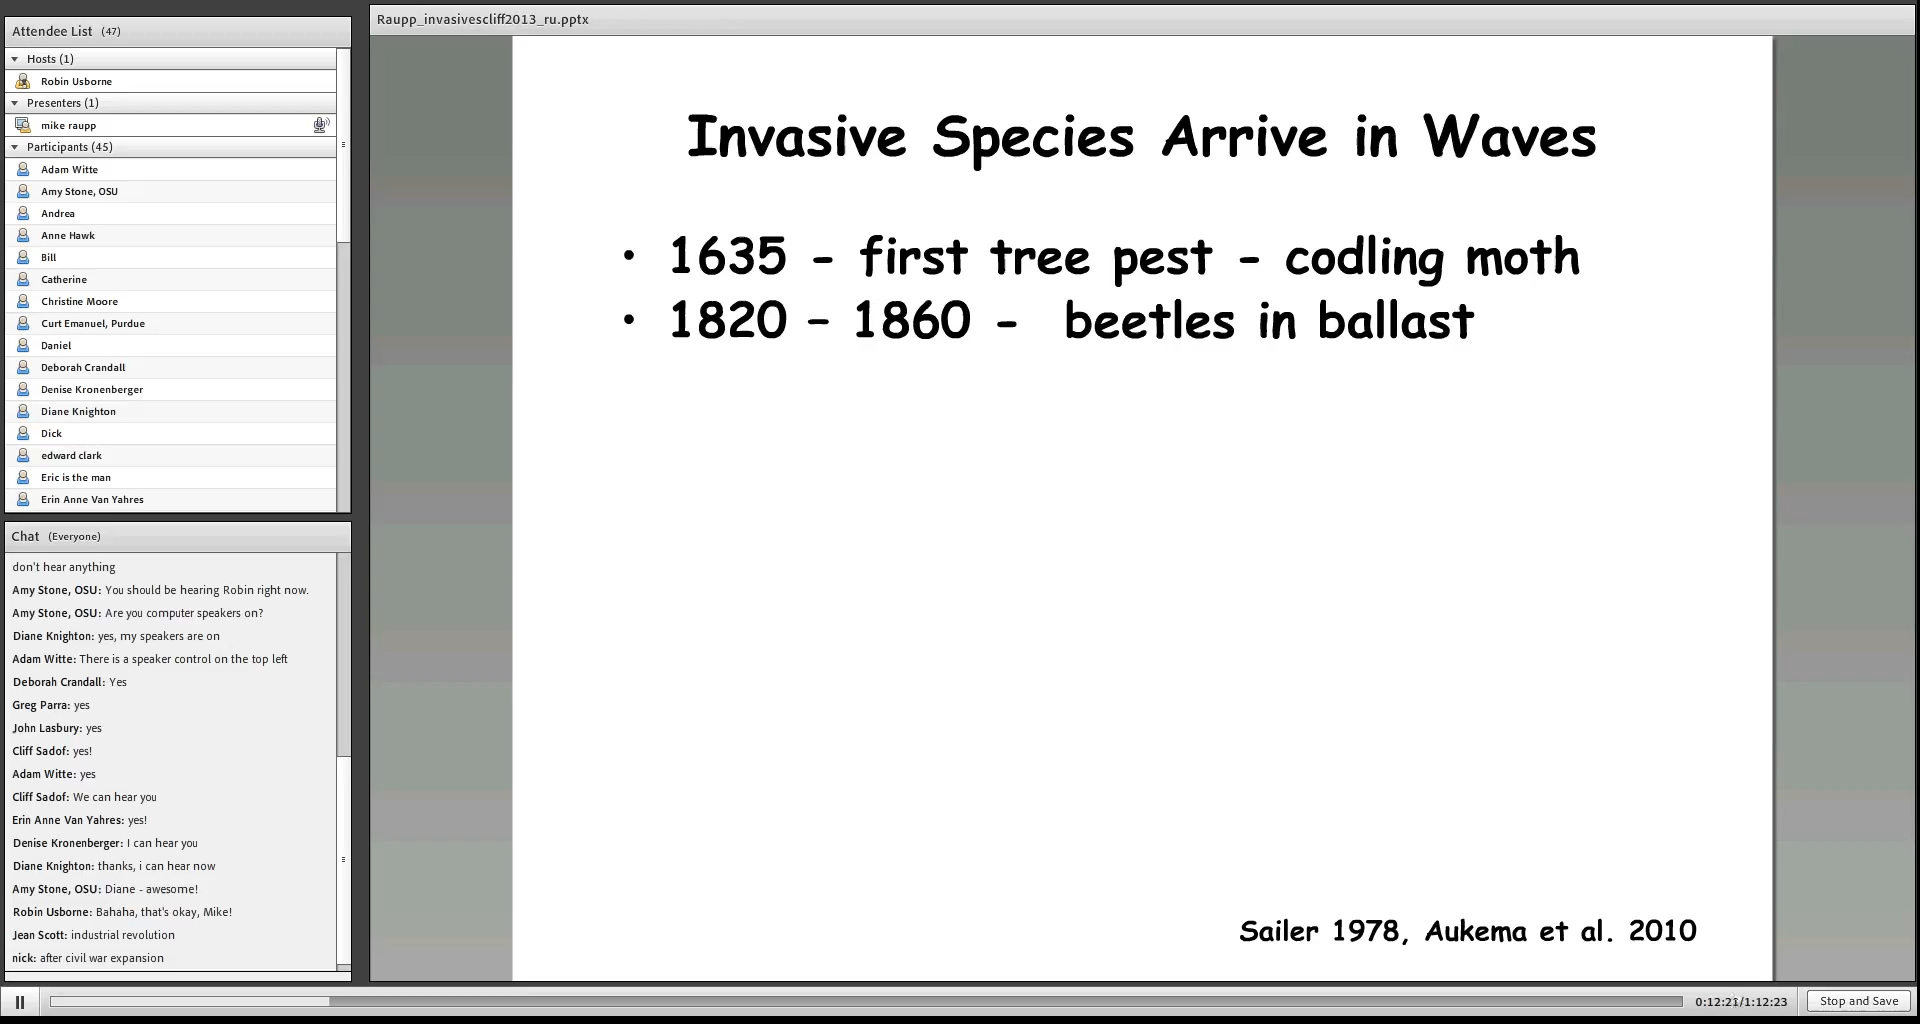 Attendee List (47)
Hosts (1)
Robin Usborne
Presenters (1)
mike raupp
Participants (45)
Adam Witte
Amy Stone, OSU
Andrea
Anne Hawk
Bill
Catherine
Christine Moore
Curt Emanuel, Purdue
Daniel
Deborah Crandall
Denise Kronenberger
Diane Knighton
Dick
edward clark
Eric is the man
Erin Anne Van Yahres
Chat (Everyone)
don't hear anything
Amy Stone, OSU: You should be hearing Robin right now.
Amy Stone, OSU: Are you computer speakers on?
Diane Knighton: yes, my speakers are on
Adam Witte: There is a speaker control on the top left
Deborah Crandall: Yes
Greg Parra: yes
John Lasbury: yes
Cliff Sadof: yes!
Adam Witte: yes
Cliff Sadof: We can hear you
Erin Anne Van Yahres: yes!
Denise Kronenberger: I can hear you
Diane Knighton: thanks, i can hear now
Amy Stone, OSU: Diane - awesome!
Robin Usborne: Bahaha, that's okay, Mike!
Jean Scott: industrial revolution
nick: after civil war expansion
Raupp_invasivescliff2013_ru.pptx
Invasive Species Arrive in Waves
• 1635 - first tree pest - codling moth
• 1820 – 1860 - beetles in ballast
Sailer 1978, Aukema et al. 2010
0:12:21/1:12:23
Stop and Save